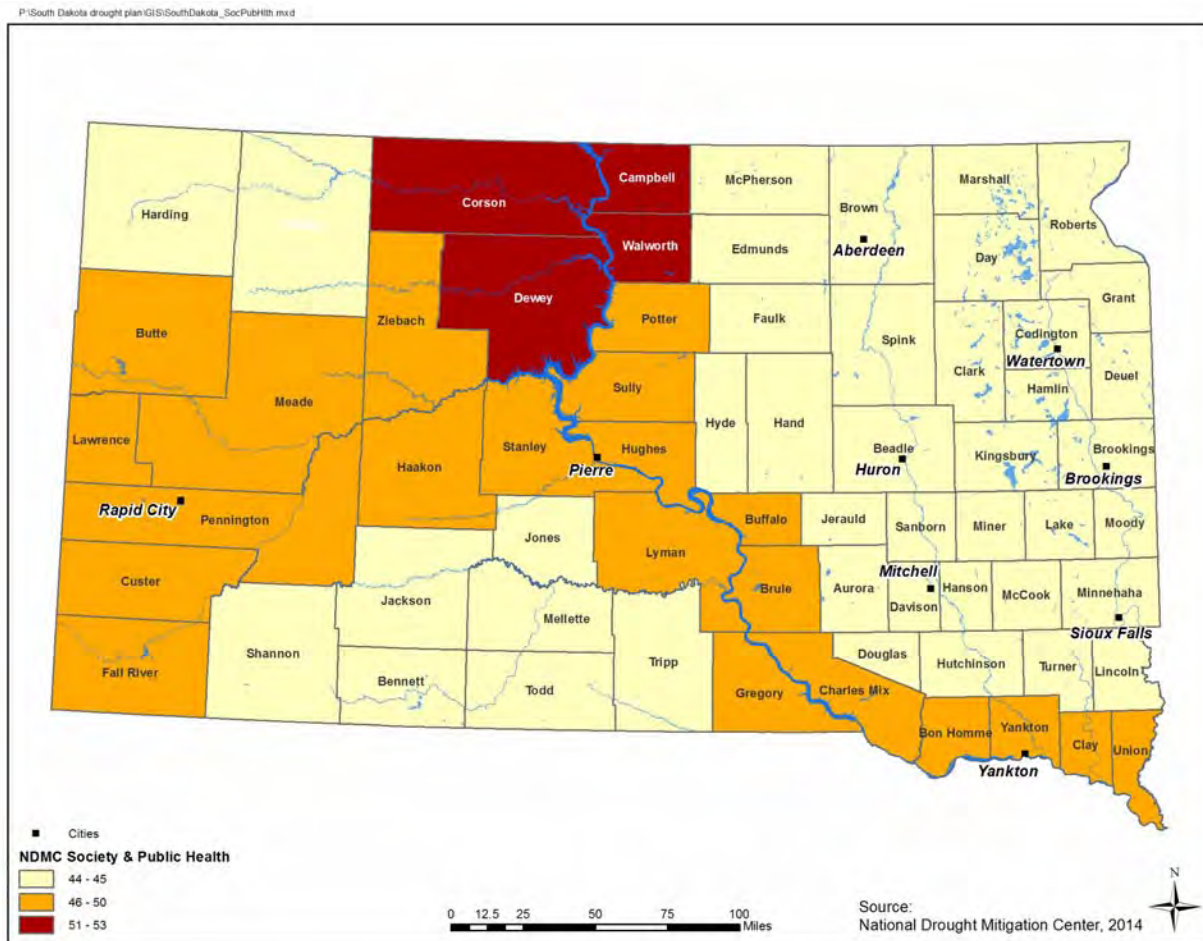 P:\South Dakota drought plan\GIS\SouthDakota_SocPubHlth.mxd
Campbell
McPherson
Marshall
Corson
Brown
Harding
Roberts
Walworth
Edmunds
Aberdeen
Day
Dewey
Grant
Ziebach
Potter
Faulk
Butte
Spink
Codington
Watertown
Clark
Deuel
Hamlin
Sully
Meade
Hyde
Hand
Lawrence
Stanley
Hughes
Beadle
Brookings
Haakon
Kingsbury
Pierre
Huron
Brookings
Rapid City
Pennington
Buffalo
Jerauld
Sanborn
Miner
Lake
Moody
Jones
Lyman
Mitchell
Custer
Brule
Aurora
Hanson
McCook
Minnehaha
Jackson
Davison
Mellette
Sioux Falls
Shannon
Douglas
Hutchinson
Turner
Lincoln
Tripp
Fall River
Bennett
Todd
Gregory
Charles Mix
Bon Homme
Yankton
Clay
Union
Yankton
Cities
NDMC Society & Public Health
44 - 45
46 - 50
51 - 53
0 12.5 25 50 75 100
Miles
Source:
National Drought Mitigation Center, 2014
N